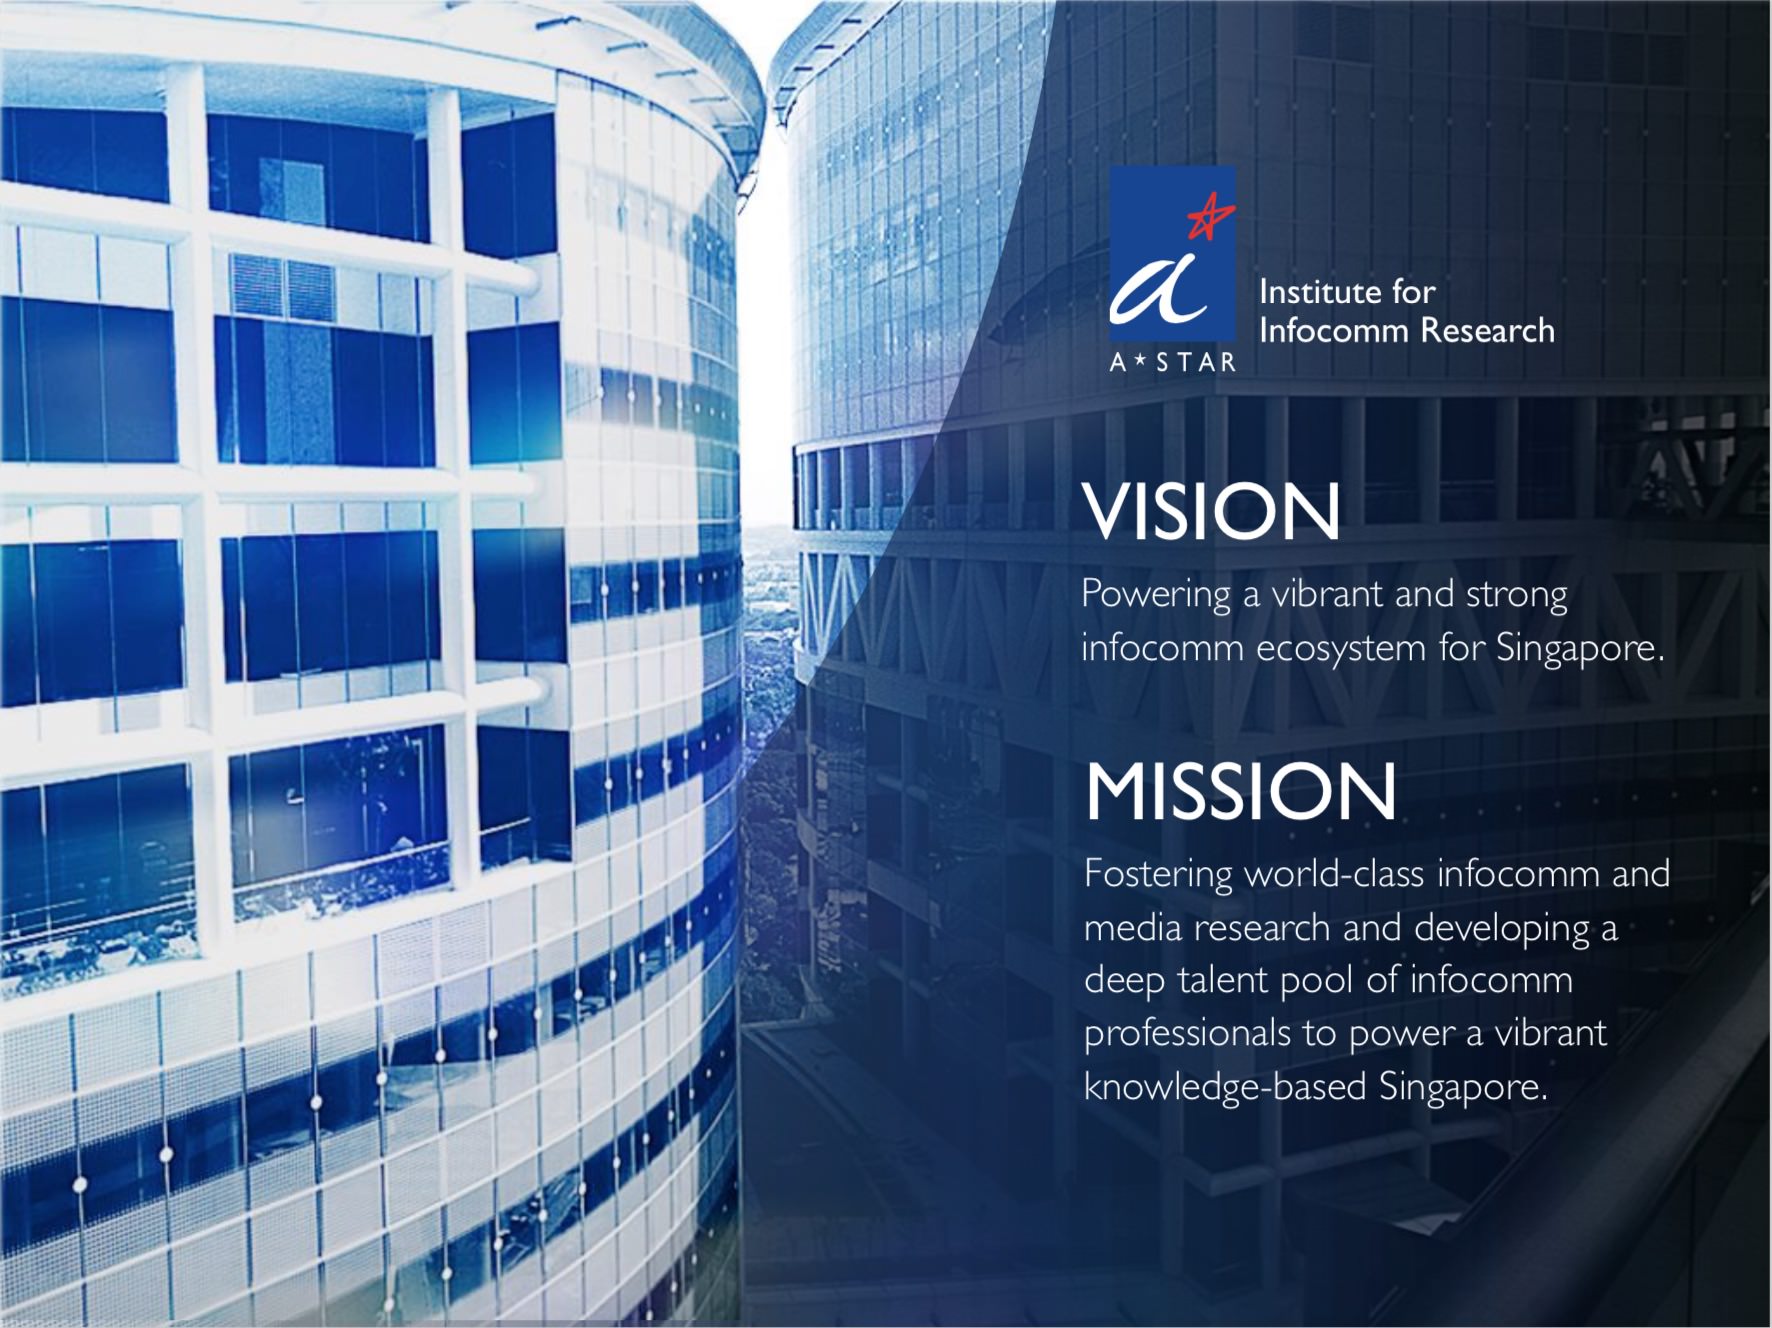 a
A★STAR
Institute for
Infocomm Research
VISION
Powering a vibrant and strong
infocomm ecosystem for Singapore.
MISSION
Fostering world-class infocomm and
media research and developing a
deep talent pool of infocomm
professionals to power a vibrant
knowledge-based Singapore.